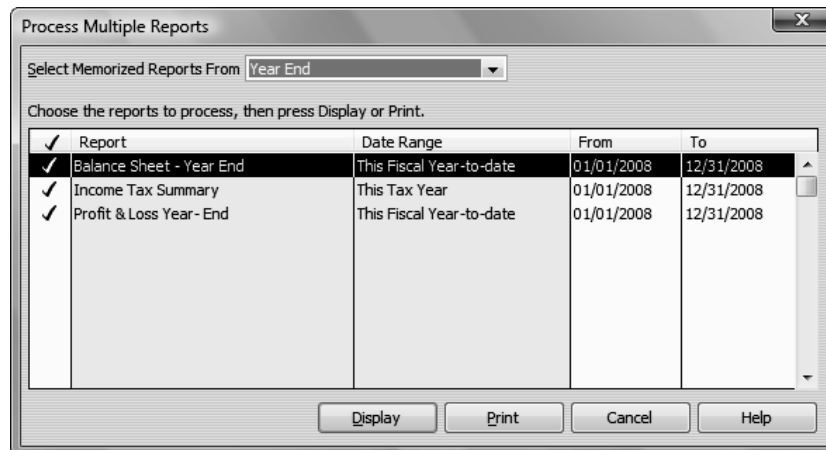 Process Multiple Reports
x
Select Memorized Reports From Year End
Choose the reports to process, then press Display or Print.
✓ Report Date Range From To
✓ Balance Sheet - Year End This Fiscal Year-to-date 01/01/2008 12/31/2008
✓ Income Tax Summary This Tax Year 01/01/2008 12/31/2008
✓ Profit & Loss Year- End This Fiscal Year-to-date 01/01/2008 12/31/2008
Display Print Cancel Help